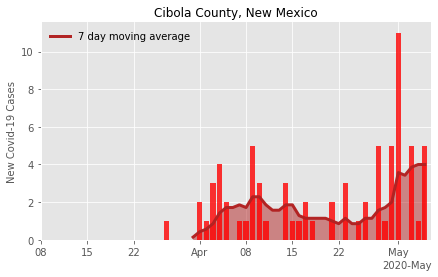 Cibola County, New Mexico
7 day moving average
New Covid-19 Cases
10
8
6
4
2
0
08 15 22 Apr 08 15 22 May
2020-May